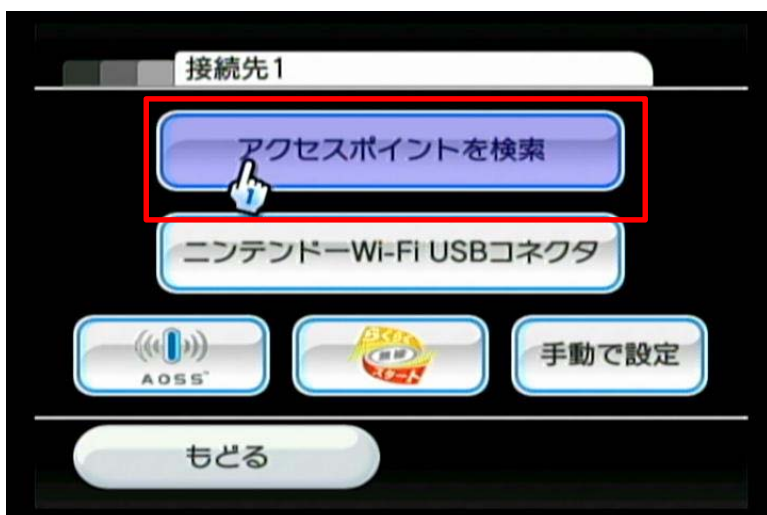 接続先1
アクセスポイントを検索
1
ニンテンドーWi-Fi USBコネクタ
AOSS™
らくらく
無線
スタート
手動で設定
もどる